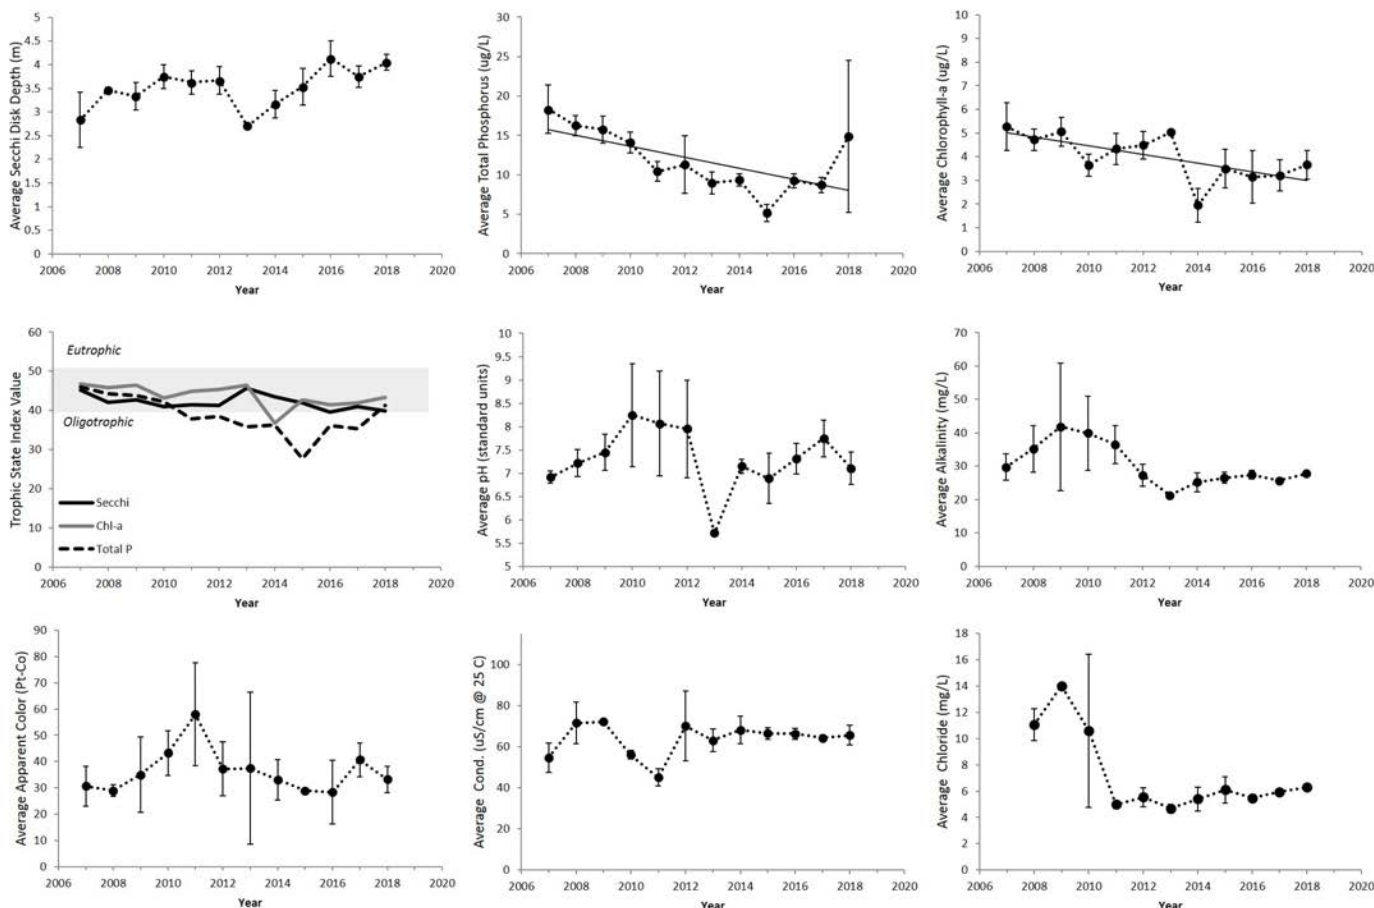 Average Secchi Disk Depth (m)
5
4.5
4
3.5
3
2.5
2
1.5
1
0.5
0
2006 2008 2010 2012 2014 2016 2018 2020
Year
Average Total Phosphorus (ug/L)
30
25
20
15
10
5
0
2006 2008 2010 2012 2014 2016 2018 2020
Year
Average Chlorophyll-a (ug/L)
10
9
8
7
6
5
4
3
2
1
0
2006 2008 2010 2012 2014 2016 2018 2020
Year
Trophic State Index Value
60
50
40
30
20
10
0
Eutrophic
Oligotrophic
Secchi
Chl-a
Total P
2006 2008 2010 2012 2014 2016 2018 2020
Year
Average pH (standard units)
10
9.5
9
8.5
8
7.5
7
6.5
6
5.5
5
2006 2008 2010 2012 2014 2016 2018 2020
Year
Average Alkalinity (mg/L)
70
60
50
40
30
20
10
0
2006 2008 2010 2012 2014 2016 2018 2020
Year
Average Apparent Color (Pt-Co)
90
80
70
60
50
40
30
20
10
0
2006 2008 2010 2012 2014 2016 2018 2020
Year
Average Cond. (uS/cm @ 25 C)
100
80
60
40
20
0
2006 2008 2010 2012 2014 2016 2018 2020
Year
Average Chloride (mg/L)
18
16
14
12
10
8
6
4
2
0
2006 2008 2010 2012 2014 2016 2018 2020
Year